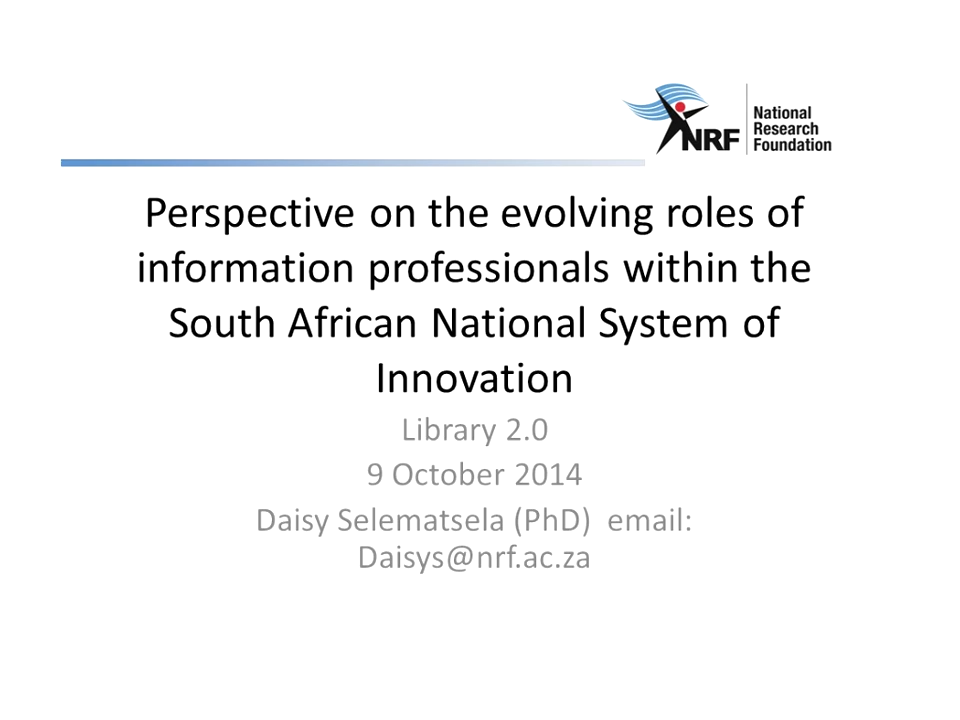 NRF
National
Research
Foundation
Perspective on the evolving roles of
information professionals within the
South African National System of
Innovation
Library 2.0
9 October 2014
Daisy Selematsela (PhD)  email:
Daisys@nrf.ac.za